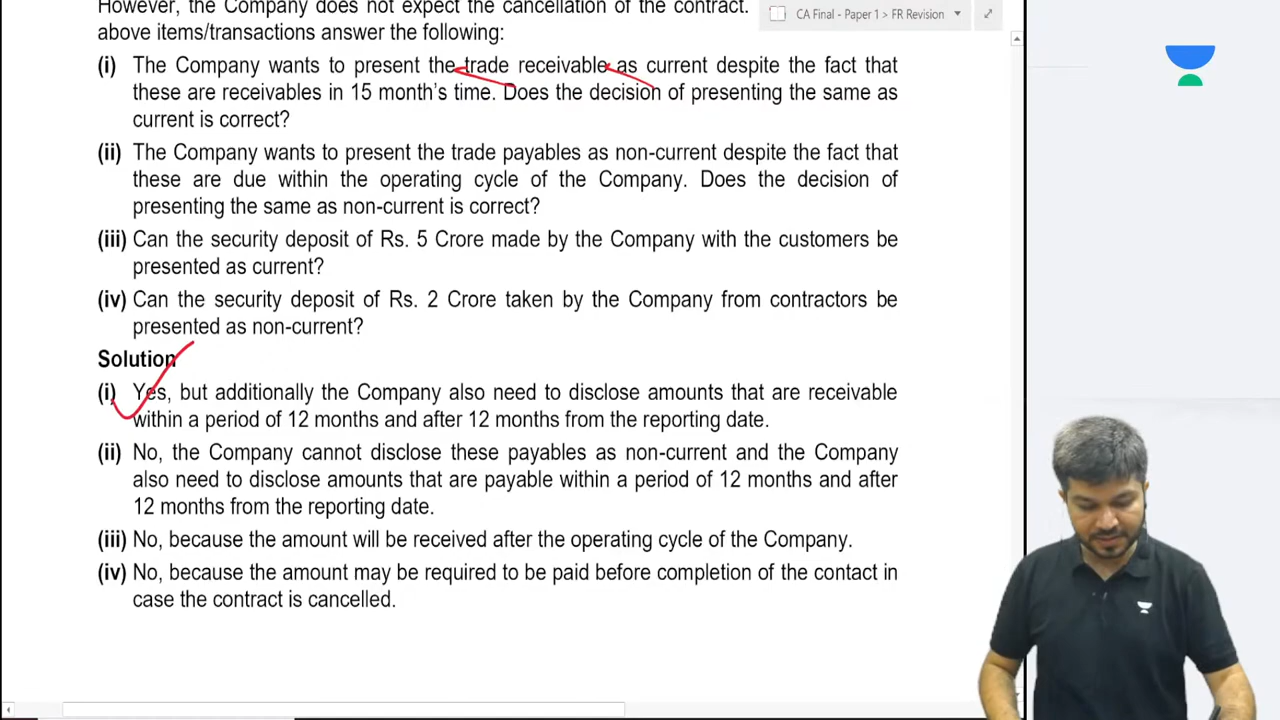 However, the Company does not expect the cancellation of the contract.
CA Final - Paper 1 > FR Revision
above items/transactions answer the following:
(i) The Company wants to present the trade receivable as current despite the fact that
these are receivables in 15 month's time. Does the decision of presenting the same as
current is correct?
(ii) The Company wants to present the trade payables as non-current despite the fact that
these are due within the operating cycle of the Company. Does the decision of
presenting the same as non-current is correct?
(iii) Can the security deposit of Rs. 5 Crore made by the Company with the customers be
presented as current?
(iv) Can the security deposit of Rs. 2 Crore taken by the Company from contractors be
presented as non-current?
Solution
(i) Yes, but additionally the Company also need to disclose amounts that are receivable
within a period of 12 months and after 12 months from the reporting date.
(ii) No, the Company cannot disclose these payables as non-current and the Company
also need to disclose amounts that are payable within a period of 12 months and after
12 months from the reporting date.
(iii) No, because the amount will be received after the operating cycle of the Company.
(iv) No, because the amount may be required to be paid before completion of the contact in
case the contract is cancelled.